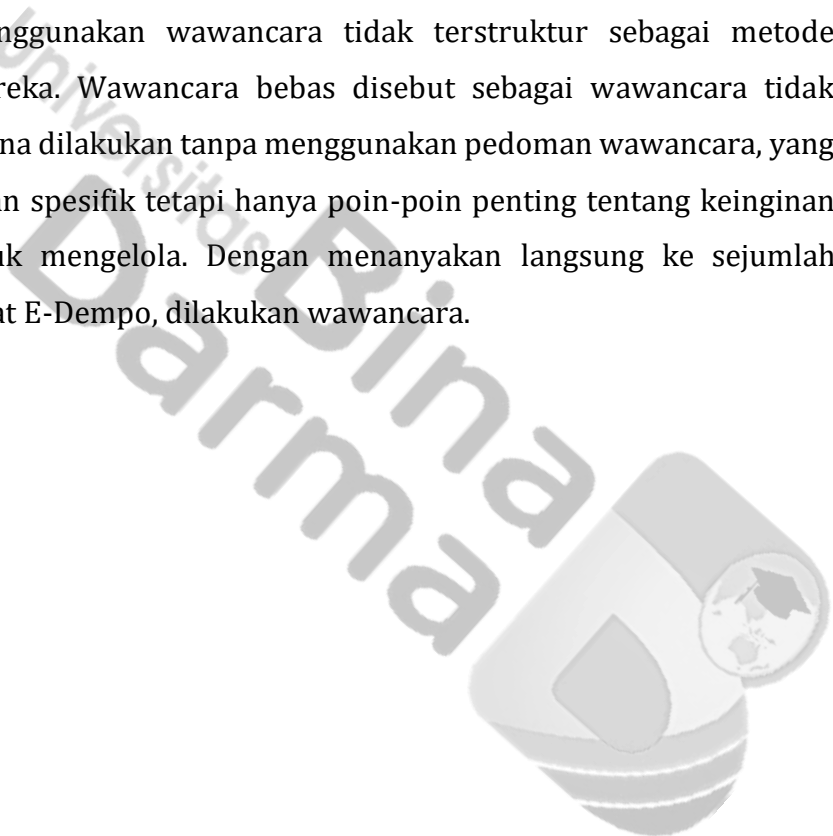 nggunakan wawancara tidak terstruktur sebagai metode
reka. Wawancara bebas disebut sebagai wawancara tidak
na dilakukan tanpa menggunakan pedoman wawancara, yang
n spesifik tetapi hanya poin-poin penting tentang keinginan
uk mengelola. Dengan menanyakan langsung ke sejumlah
at E-Dempo, dilakukan wawancara.
Universitas
Bina
Darma